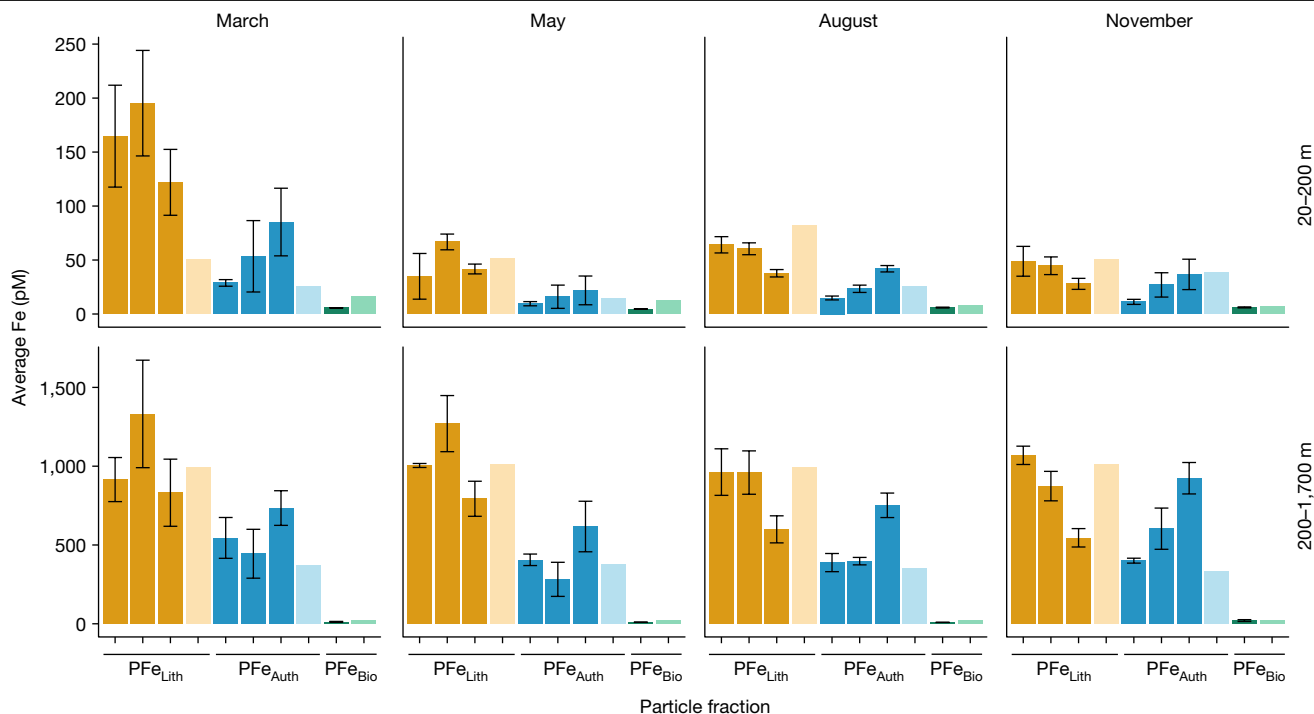 March May August November
250
200
150
100
50
0
20–200 m
Average Fe (pM)
1,500
1,000
500
0
200–1,700 m
PFeLith PFeAuth PFeBio PFeLith PFeAuth PFeBio PFeLith PFeAuth PFeBio PFeLith PFeAuth PFeBio
Particle fraction